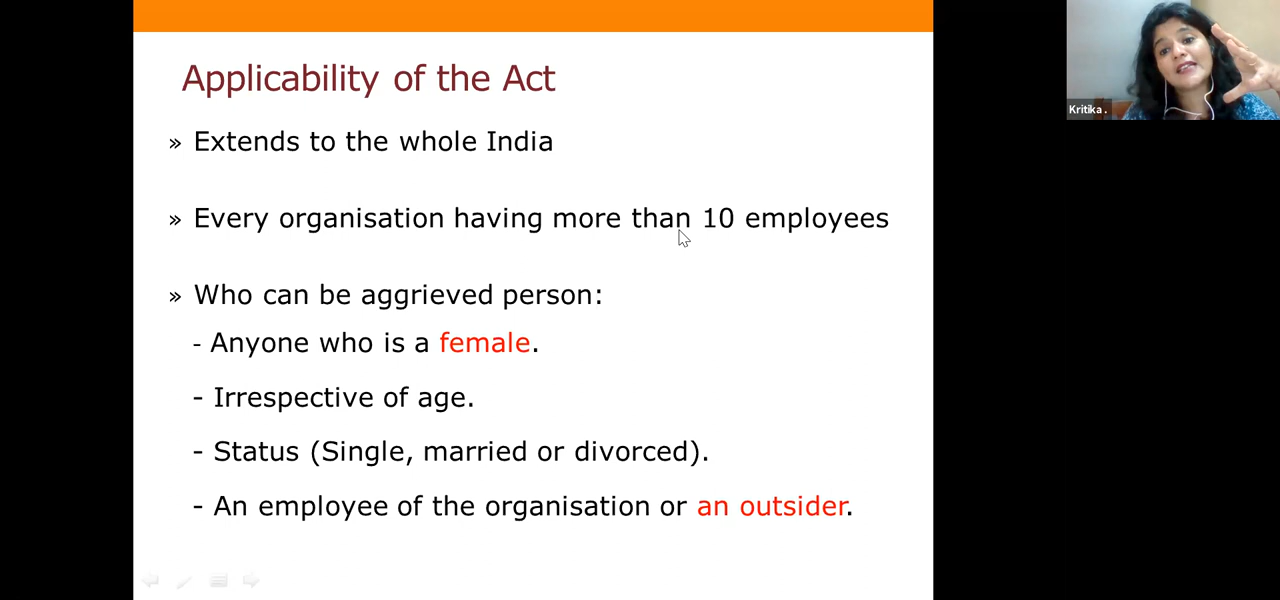 Applicability of the Act
» Extends to the whole India
» Every organisation having more than 10 employees
» Who can be aggrieved person:
- Anyone who is a female.
- Irrespective of age.
- Status (Single, married or divorced).
- An employee of the organisation or an outsider.
Kritika .